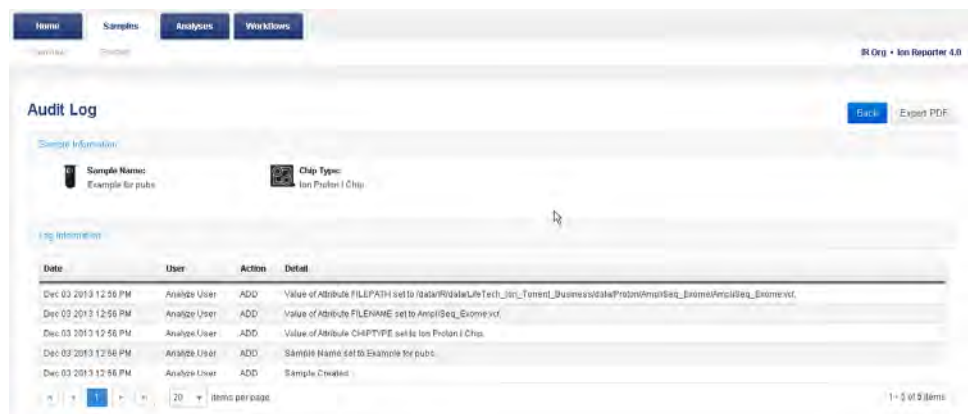 Home Samples Analyses Workflows
Overview
IR Org • Ion Reporter 4.0
Audit Log
Back Export PDF
Sample Information
Sample Name: Chip Type:
Example for pubs Ion Proton I Chip
Log Information
Date User Action Detail
Dec 03 2013 12:56 PM Analyze User ADD Value of Attribute FILEPATH set to /data/IR/data/LifeTech_Ion_Torrent_Business/data/Proton/AmpliSeq_Exome/AmpliSeq_Exome.vcf.
Dec 03 2013 12:56 PM Analyze User ADD Value of Attribute FILENAME set to AmpliSeq_Exome.vcf.
Dec 03 2013 12:56 PM Analyze User ADD Value of Attribute CHIPTYPE set to Ion Proton I Chip.
Dec 03 2013 12:56 PM Analyze User ADD Sample Name set to Example for pubs.
Dec 03 2013 12:56 PM Analyze User ADD Sample Created.
1 20 items per page 1 - 5 of 5 items